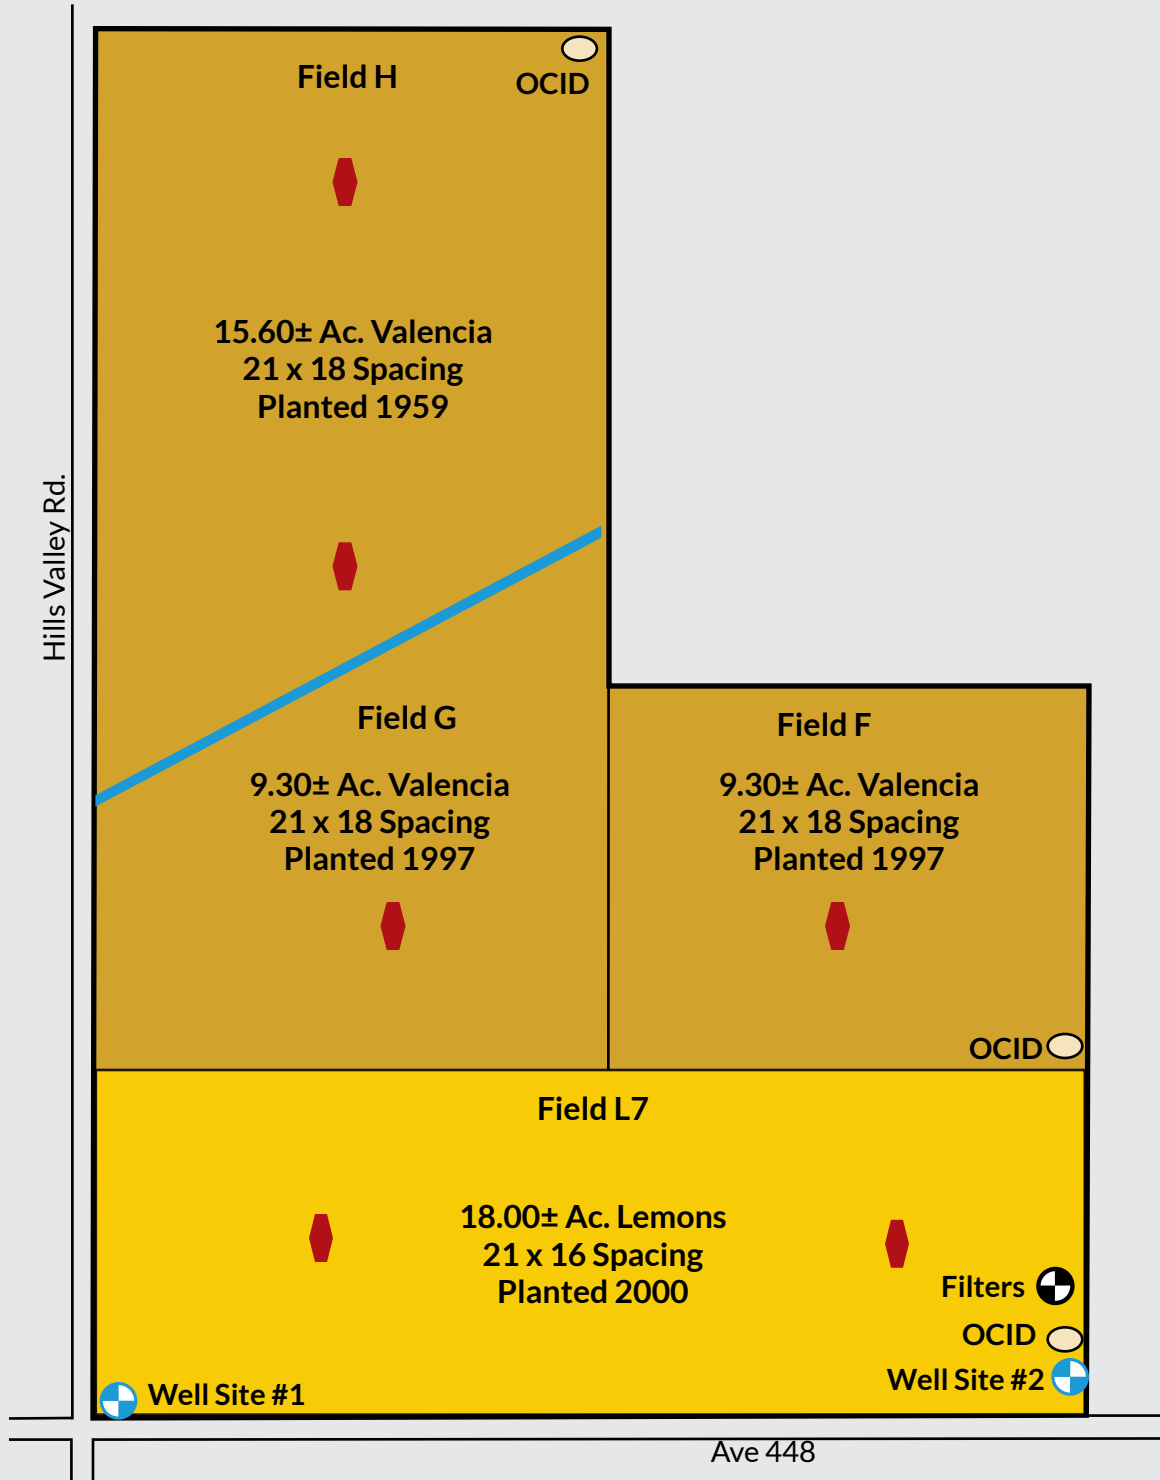 Field H
OCID
15.60± Ac. Valencia
21 x 18 Spacing
Planted 1959
Hills Valley Rd.
Field G
9.30± Ac. Valencia
21 x 18 Spacing
Planted 1997
Field F
9.30± Ac. Valencia
21 x 18 Spacing
Planted 1997
OCID
Field L7
18.00± Ac. Lemons
21 x 16 Spacing
Planted 2000
Filters
OCID
Well Site #2
Well Site #1
Ave 448